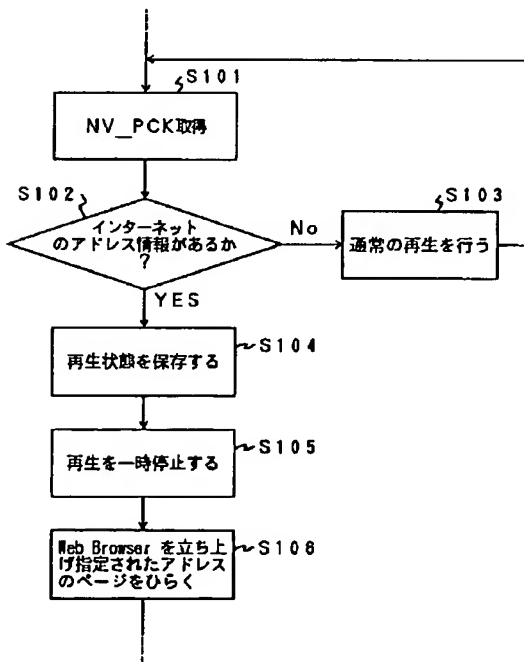 S101
NV_PCK取得
S102
インターネット
のアドレス情報があるか
?
No
S103
通常の再生を行う
YES
再生状態を保存する
S104
再生を一時停止する
S105
Web Browser を立ち上
げ指定されたアドレス
のページをひらく
S106